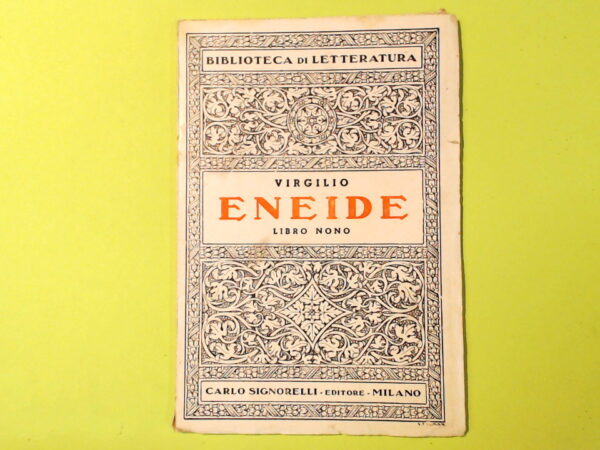 BIBLIOTECA DI LETTERATURA
VIRGILIO
ENEIDE
LIBRO NONO
CARLO SIGNORELLI - EDITORE - MILANO